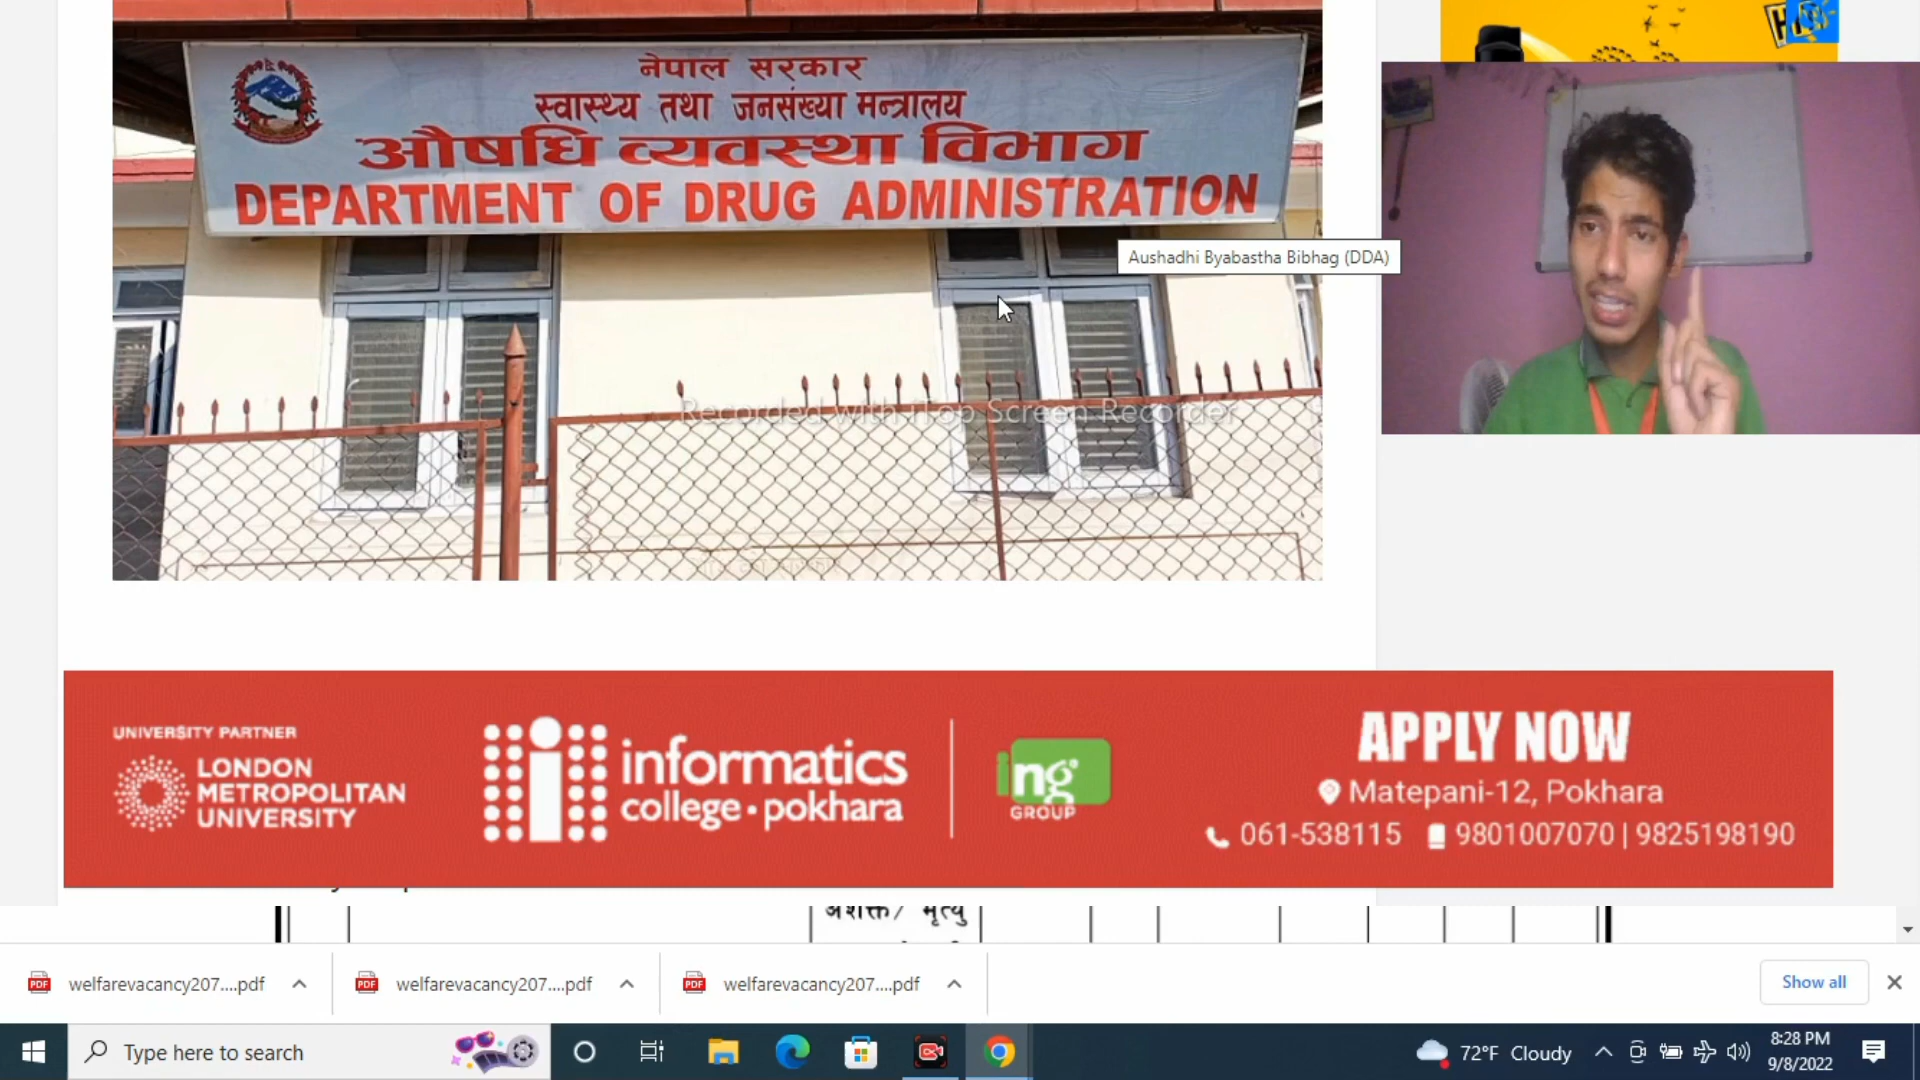 नेपाल सरकार
स्वास्थ्य तथा जनसंख्या मन्त्रालय
औषधि व्यवस्था विभाग
DEPARTMENT OF DRUG ADMINISTRATION
Aushadhi Byabastha Bibhag (DDA)
Recorded with iTop Screen Recorder
UNIVERSITY PARTNER
LONDON
METROPOLITAN
UNIVERSITY
informatics
college • pokhara
ing
GROUP
APPLY NOW
Matepani-12, Pokhara
061-538115 9801007070 | 9825198190
अशक्त/ मृत्यु
welfarevacancy207....pdf
welfarevacancy207....pdf
welfarevacancy207....pdf
Show all
Type here to search
72°F Cloudy
8:28 PM
9/8/2022